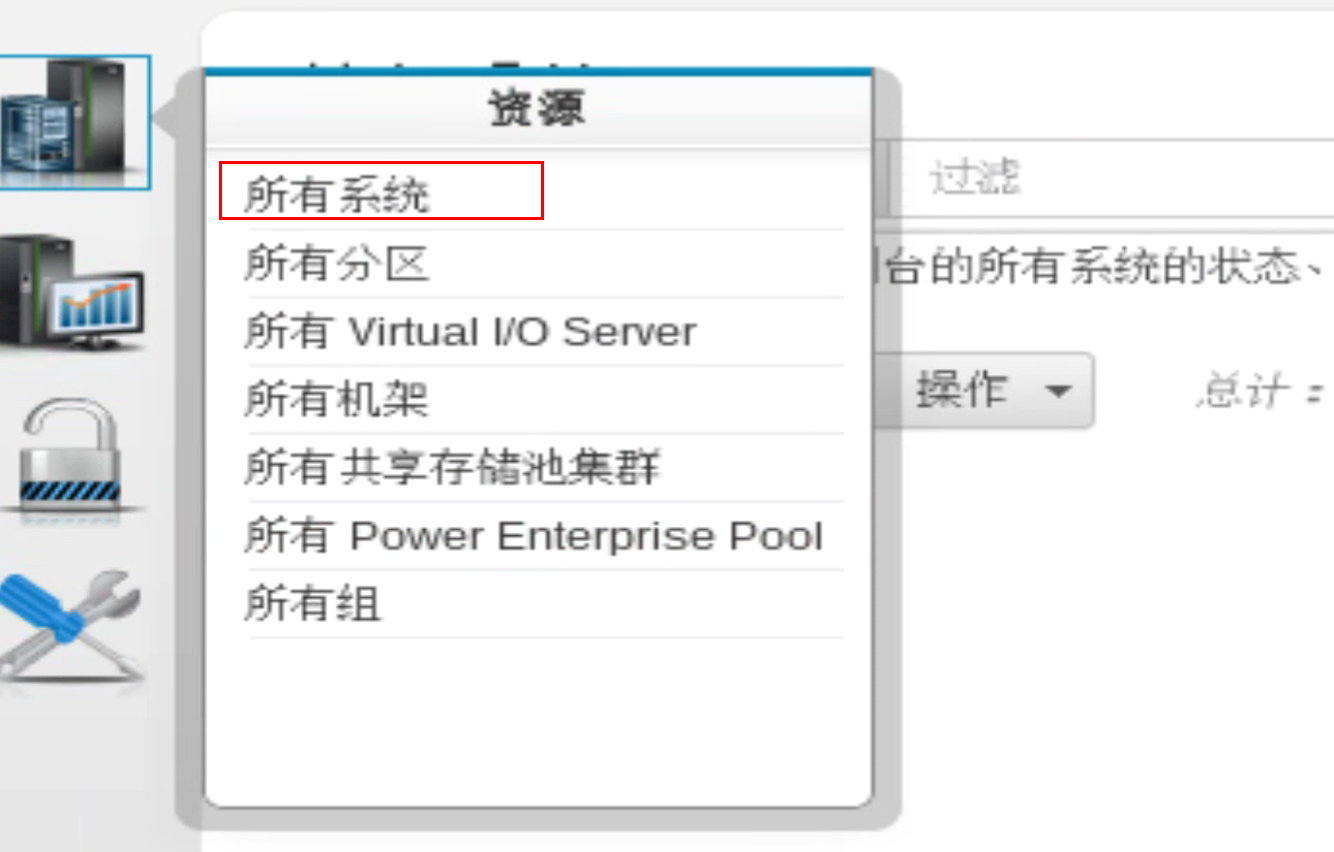 资源
所有系统
所有分区
所有 Virtual I/O Server
所有机架
所有共享存储池集群
所有 Power Enterprise Pool
所有组
过滤
台的所有系统的状态、
操作
总计：